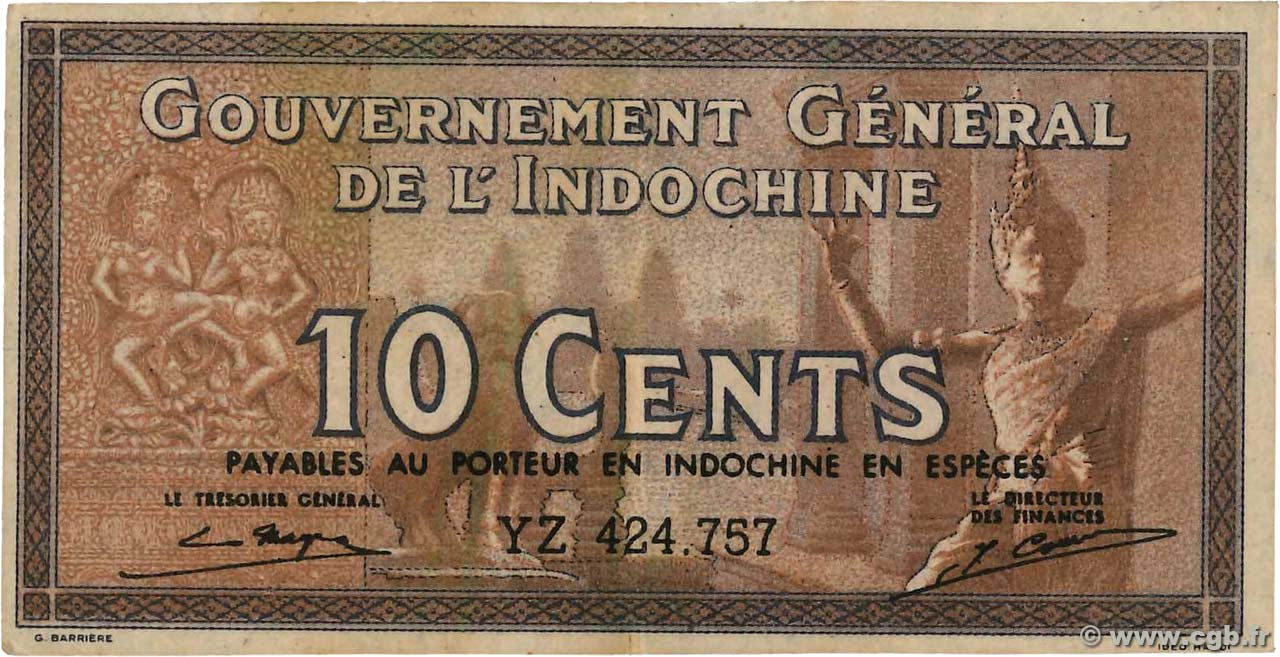 GOUVERNEMENT GÉNÉRAL
DE L'INDOCHINE
10 CENTS
PAYABLES AU PORTEUR EN INDOCHINE EN ESPÈCES
LE TRÉSORIER GÉNÉRAL
LE DIRECTEUR
DES FINANCES
YZ 424.757
G. BARRIÈRE
© www.cgb.fr